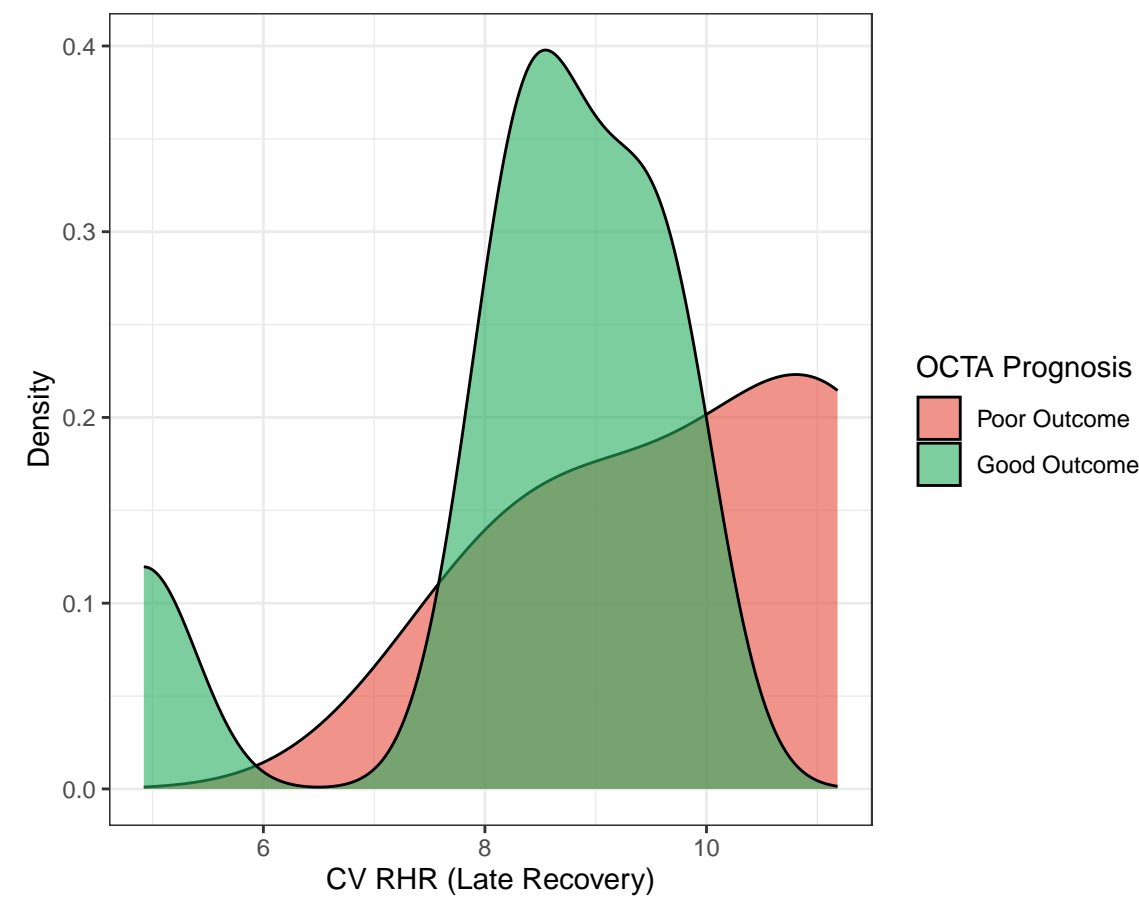 0.4
0.3
0.2
0.1
0.0
Density
6 8 10
CV RHR (Late Recovery)
OCTA Prognosis
Poor Outcome
Good Outcome